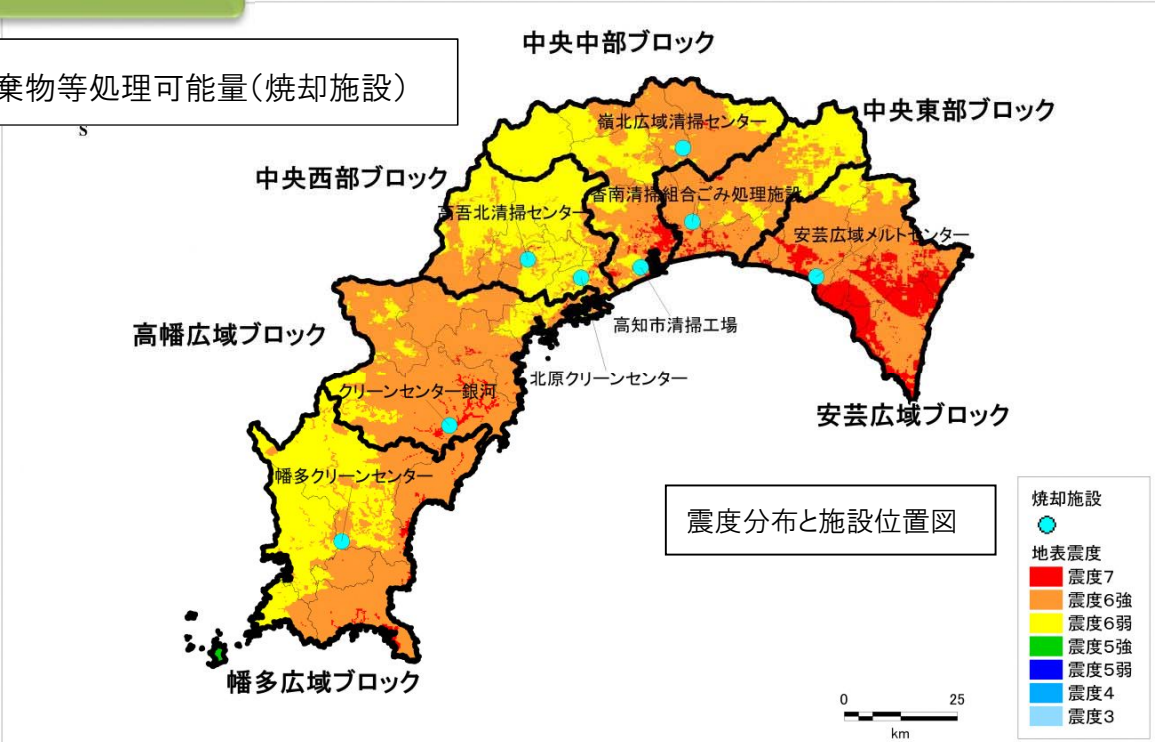 中央中部ブロック
棄物等処理可能量（焼却施設）
s
中央東部ブロック
嶺北広域清掃センター
中央西部ブロック
香南清掃組合ごみ処理施設
高吾北清掃センター
安芸広域メルトセンター
高幡広域ブロック
高知市清掃工場
北原クリーンセンター
クリーンセンター銀河
安芸広域ブロック
幡多クリーンセンター
震度分布と施設位置図
焼却施設
地表震度
震度7
震度6強
震度6弱
震度5強
震度5弱
震度4
震度3
幡多広域ブロック
0 25
km